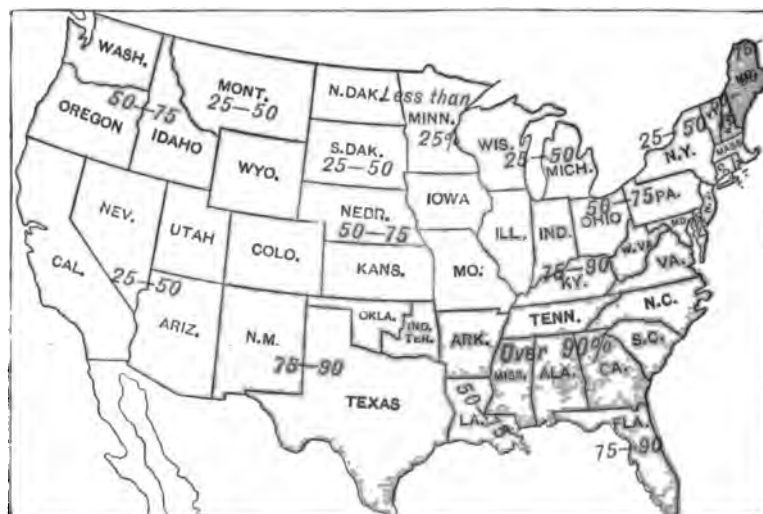 WASH.
MONT.
25-50
N.DAK.
Less than
MINN.
25%
75
ME.
OREGON
50-75
IDAHO
S.DAK.
25-50
WIS.
25-50
MICH.
25-50
N.Y.
MASS.
WYO.
NEV.
UTAH
COLO.
NEBR.
50-75
IOWA
ILL.
IND.
OHIO
50-75
PA.
N.J.
MD.
CAL.
25-50
ARIZ.
N.M.
75-90
KANS.
MO.
75-90
KY.
W.VA.
VA.
OKLA.
IND.
TER.
TENN.
N.C.
S.C.
ARK.
Over 90%
MISS.
ALA.
GA.
TEXAS
50
LA.
FLA.
75-90